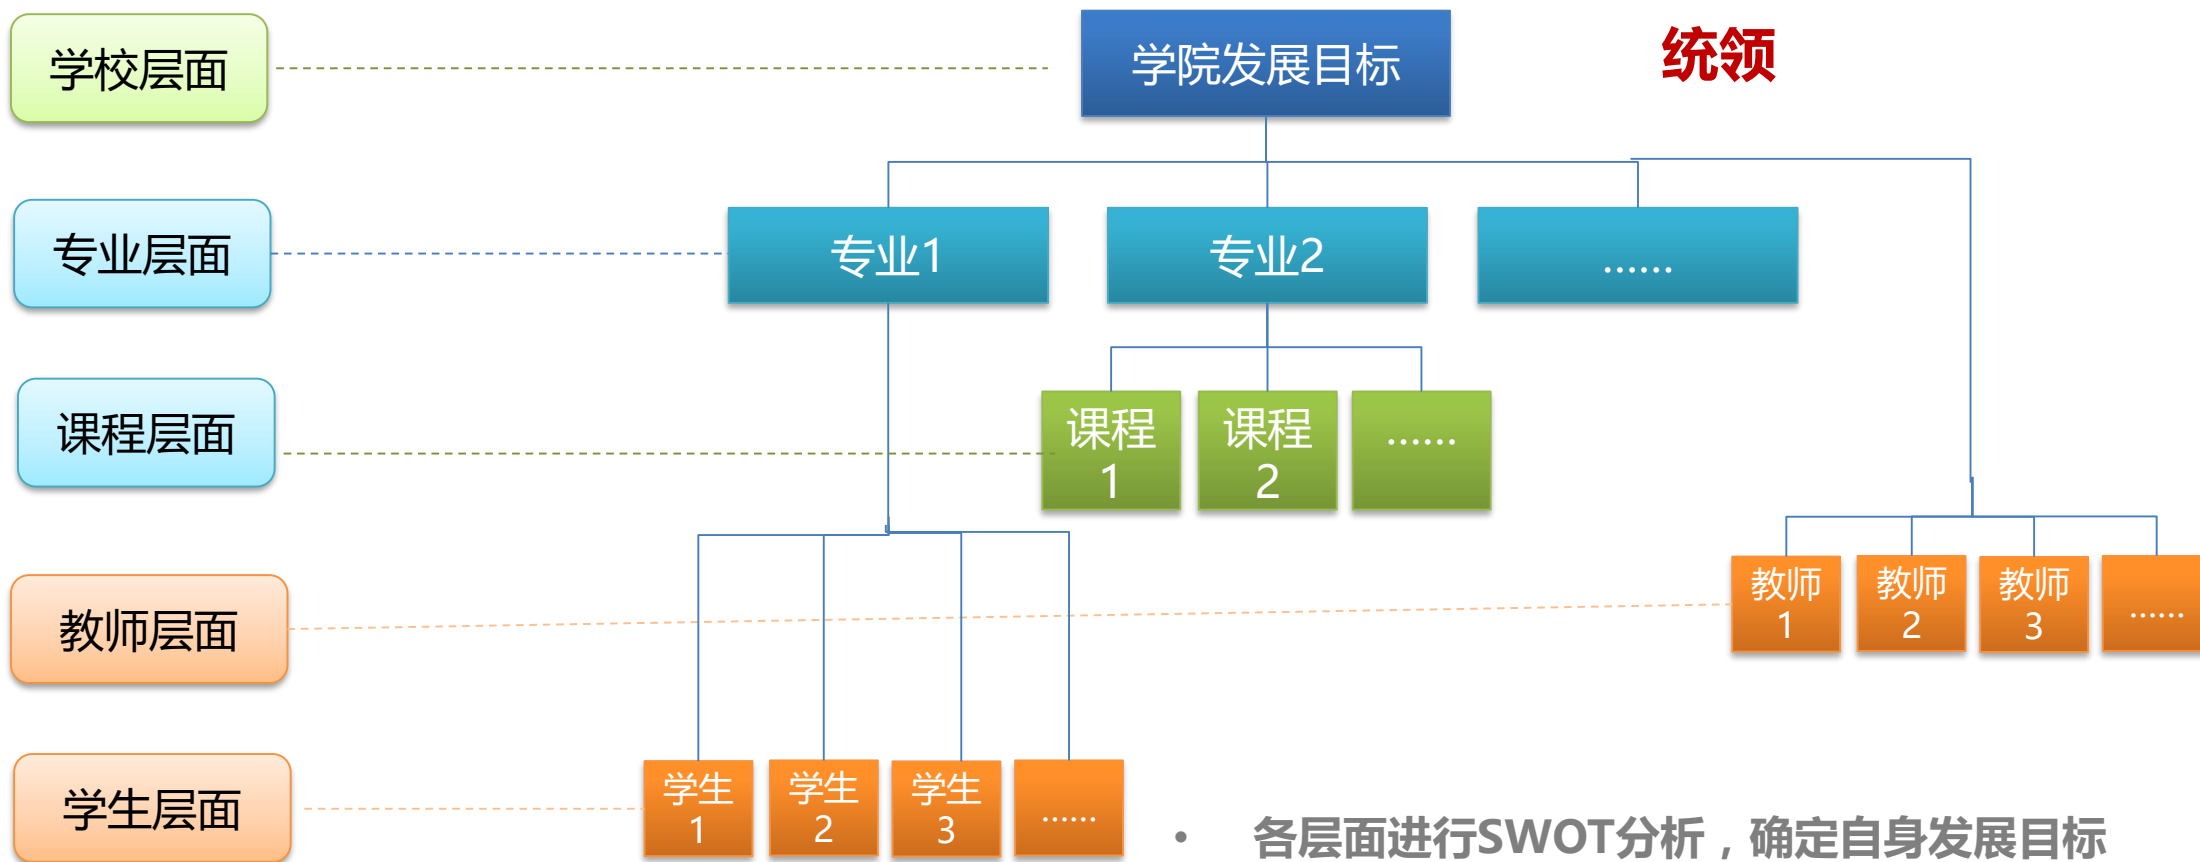 学校层面
学院发展目标
统领
专业层面
专业1
专业2
……
课程层面
课程
1
课程
2
……
教师层面
教师
1
教师
2
教师
3
……
学生层面
学生
1
学生
2
学生
3
……
• 各层面进行SWOT分析，确定自身发展目标